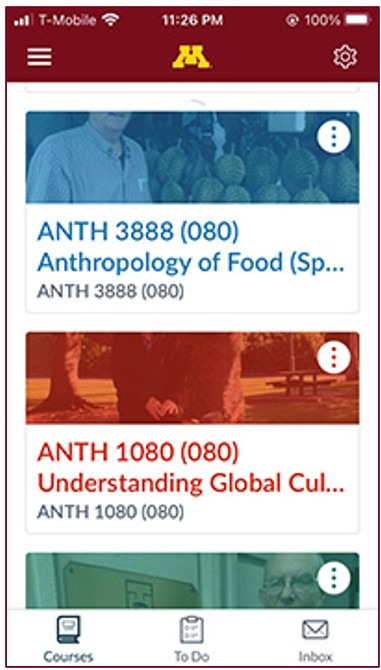 T-Mobile 11:26 PM 100%
M
ANTH 3888 (080)
Anthropology of Food (Sp...
ANTH 3888 (080)
ANTH 1080 (080)
Understanding Global Cul...
ANTH 1080 (080)
Courses To Do Inbox